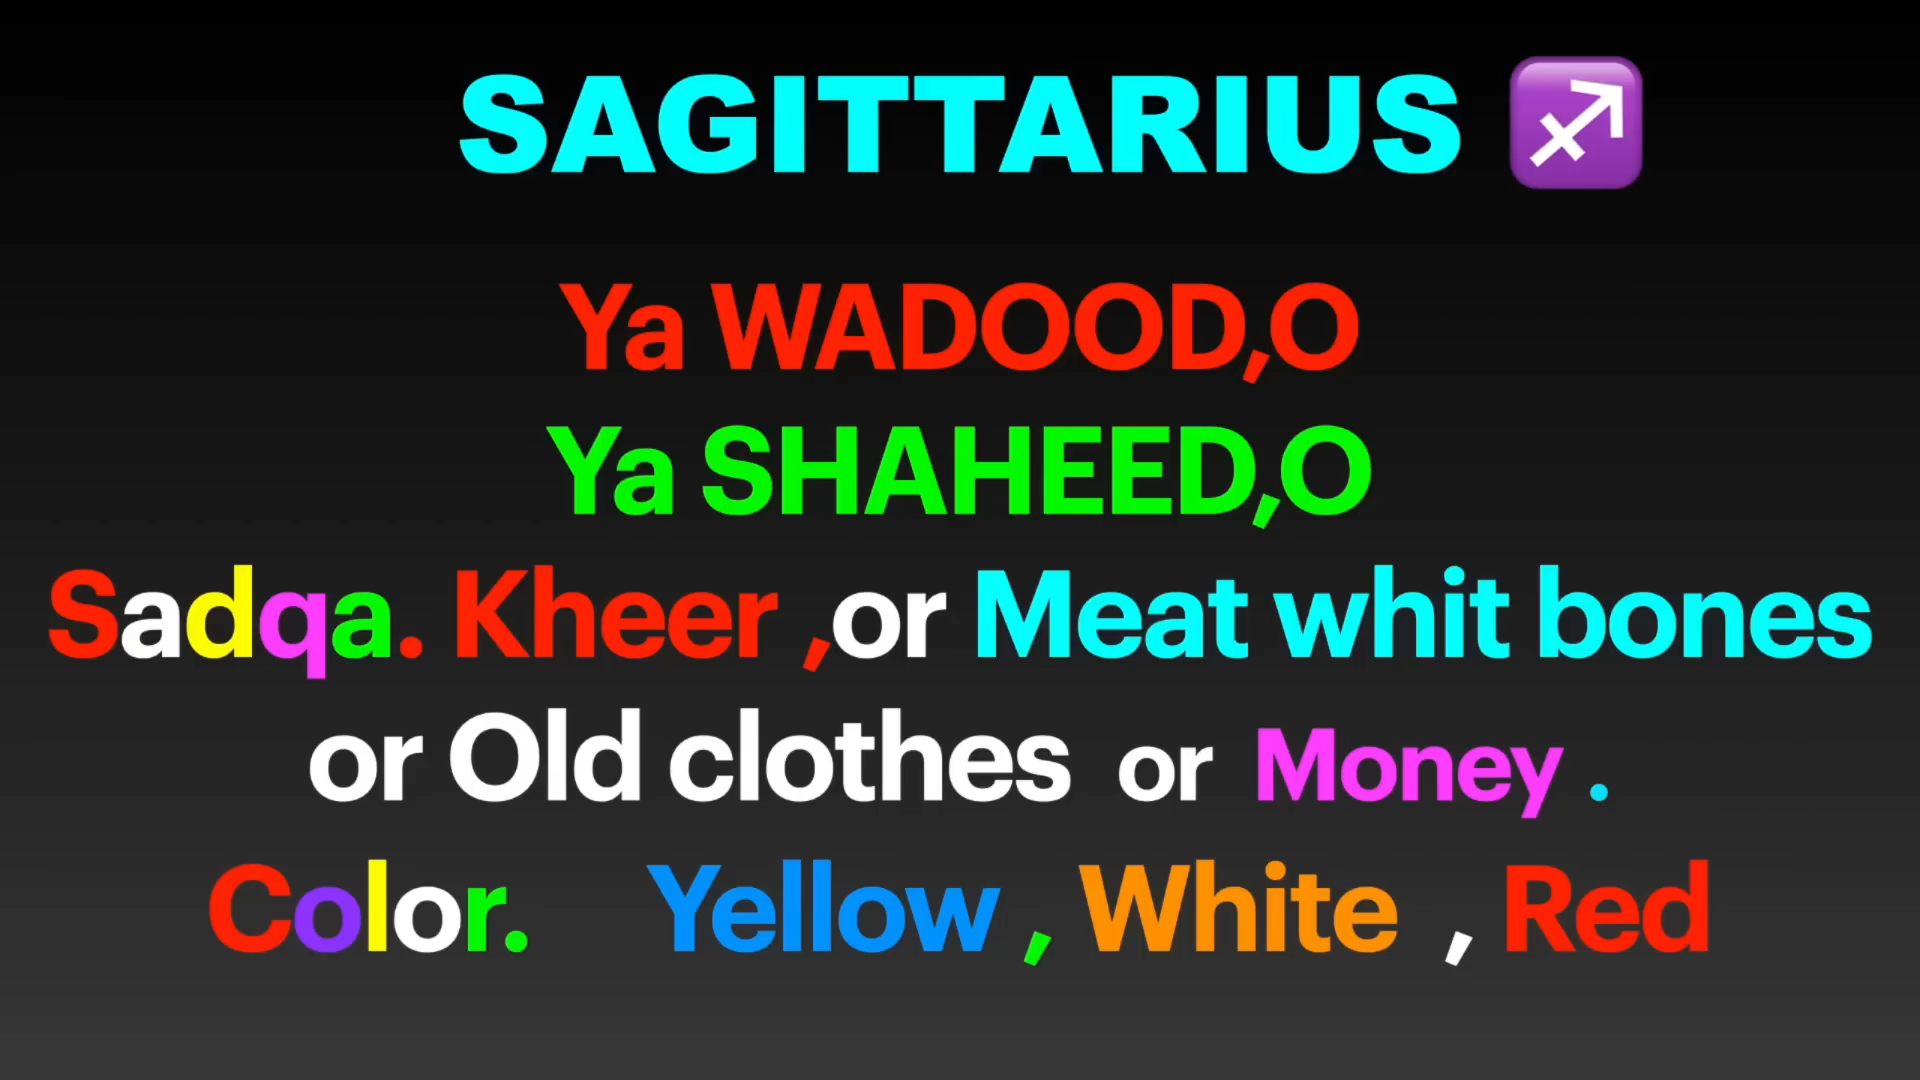 SAGITTARIUS ♐
Ya WADOOD,O
Ya SHAHEED,O
Sadqa. Kheer ,or Meat whit bones
or Old clothes or Money .
Color. Yellow , White , Red